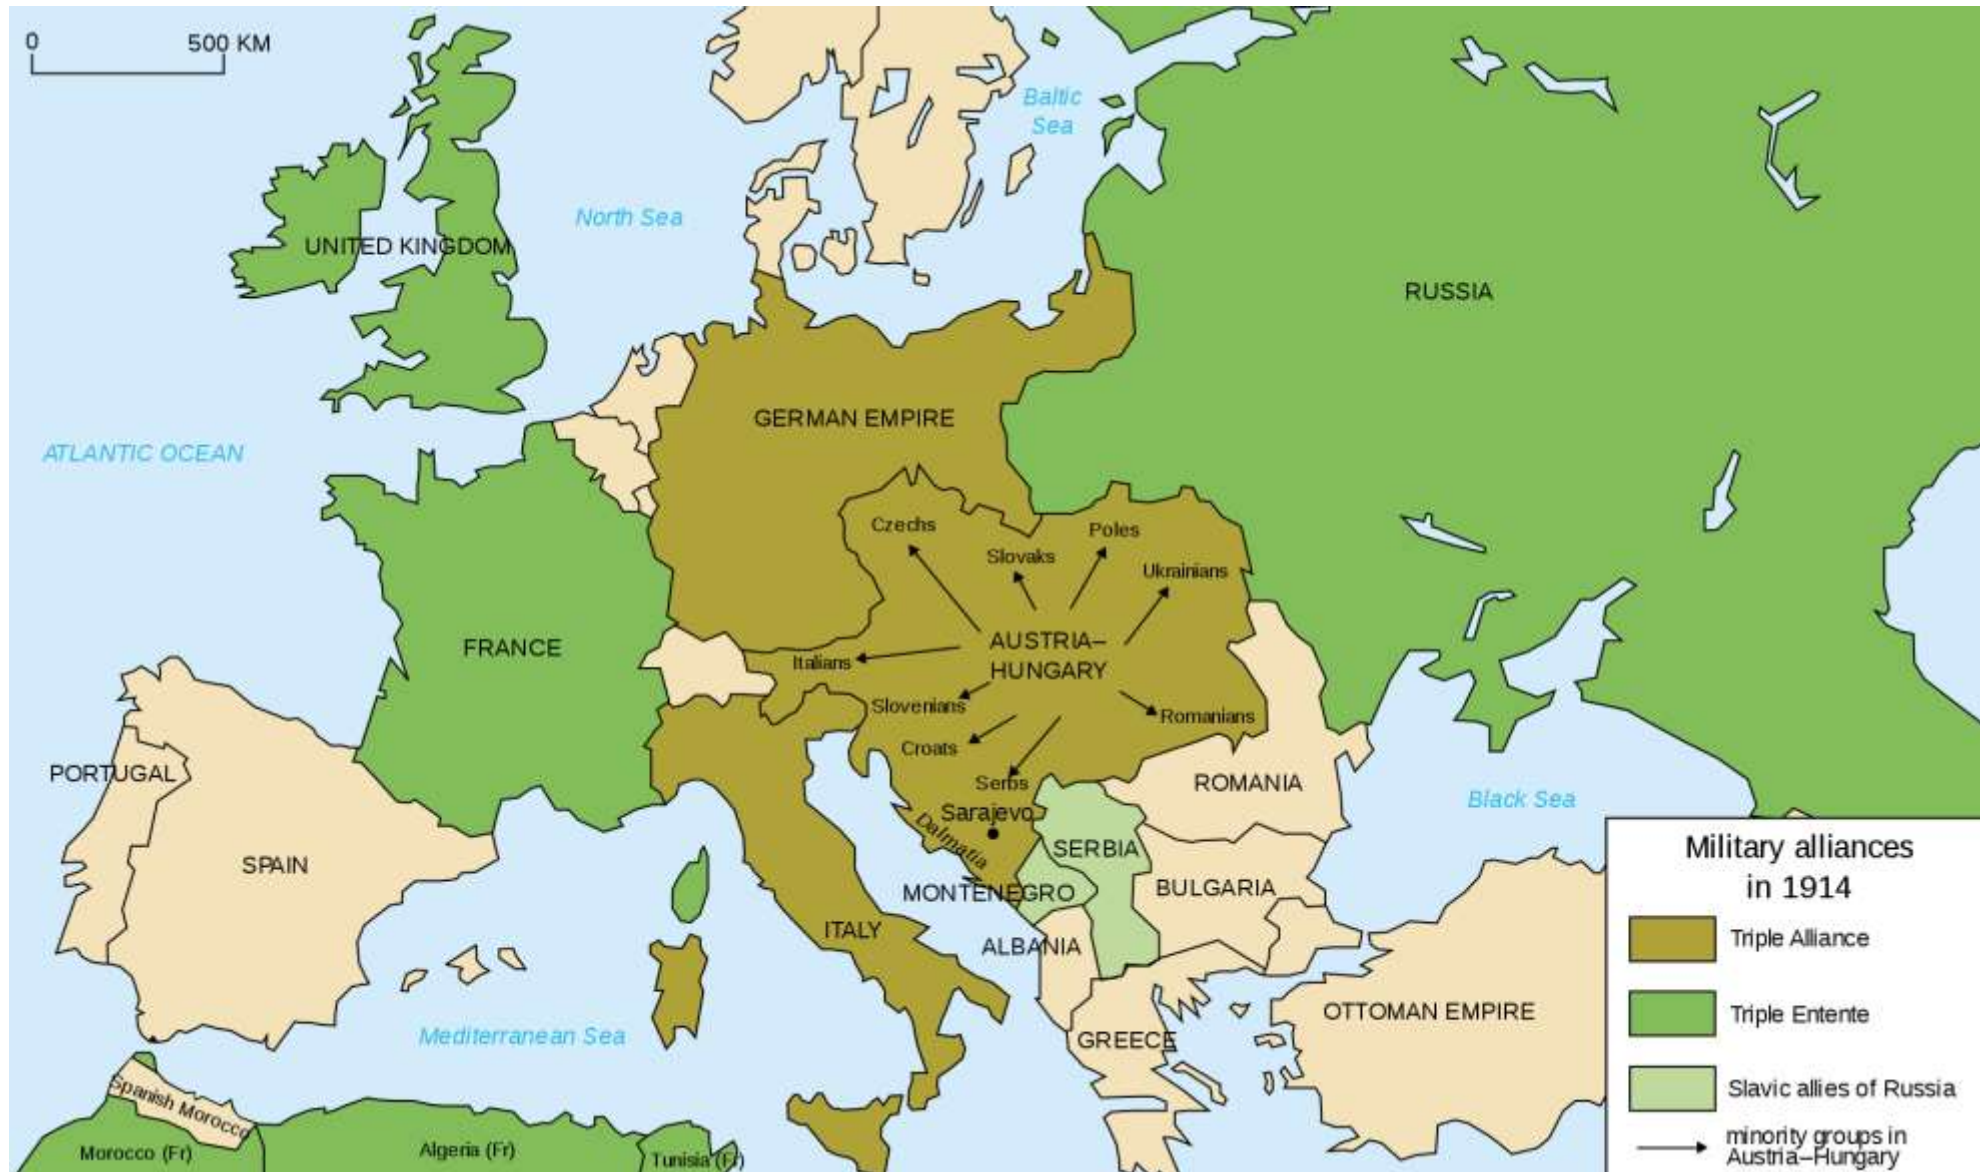 0 500 KM
Baltic
Sea
North Sea
UNITED KINGDOM
RUSSIA
GERMAN EMPIRE
ATLANTIC OCEAN
Czechs
Poles
Slovaks
Ukrainians
FRANCE
AUSTRIA–
HUNGARY
Italians
Slovenians
Romanians
Croats
PORTUGAL
Serbs
ROMANIA
Black Sea
Sarajevo
Dalmatia
SERBIA
SPAIN
MONTENEGRO
BULGARIA
ITALY
ALBANIA
OTTOMAN EMPIRE
Mediterranean Sea
GREECE
Spanish Morocco
Morocco (Fr)
Algeria (Fr)
Tunisia (Fr)
Military alliances
in 1914
Triple Alliance
Triple Entente
Slavic allies of Russia
minority groups in
Austria–Hungary